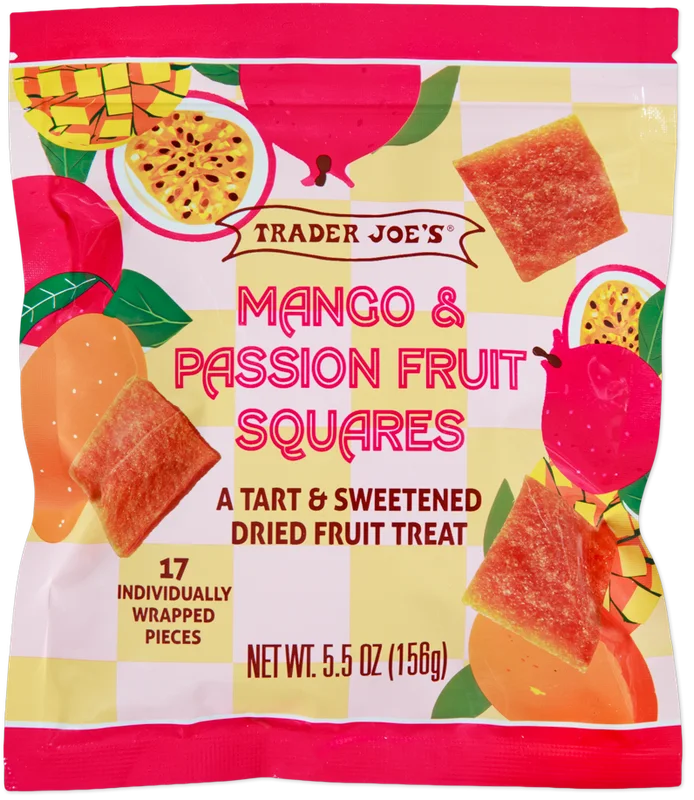 TRADER JOE'S®
MANGO &
PASSION FRUIT
SQUARES
A TART & SWEETENED
DRIED FRUIT TREAT
17
INDIVIDUALLY
WRAPPED
PIECES
NET WT. 5.5 OZ (156g)